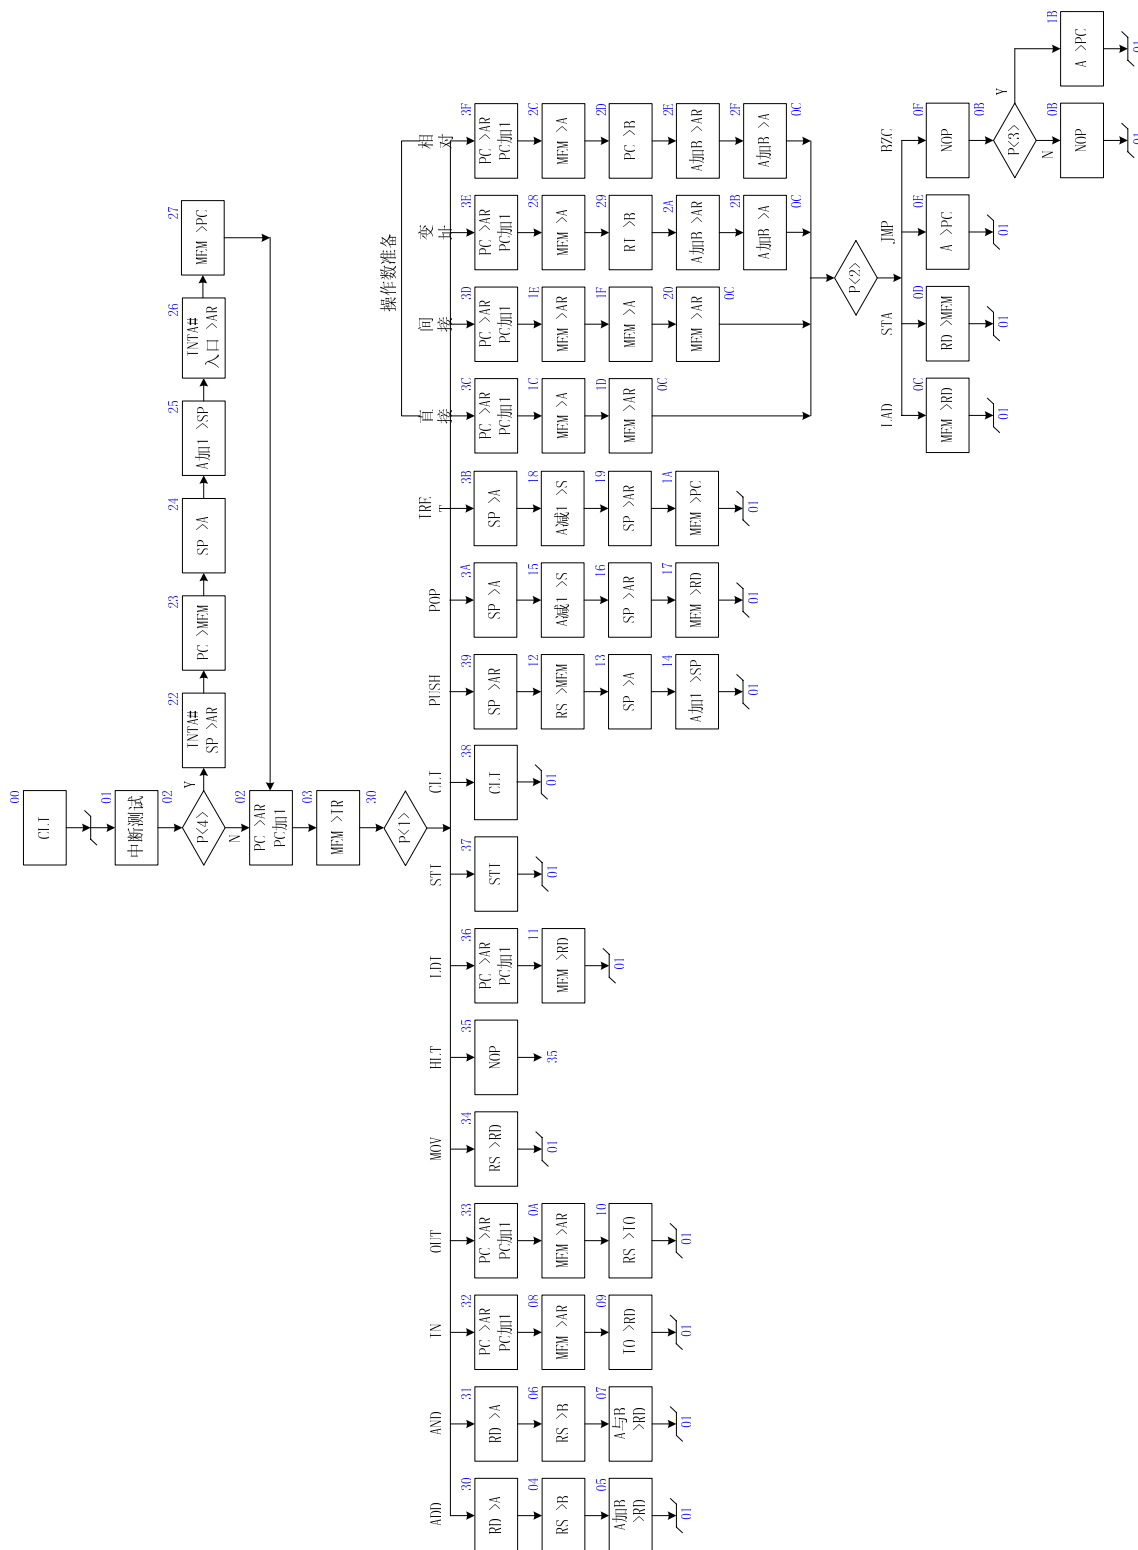 00
CLI
01
中断测试
02
P<4>
Y
N
22
INTA#
SP >AR
23
PC >MEM
24
SP >A
25
A加1 >SP
26
INTA#
入口 >AR
27
MEM >PC
02
PC >AR
PC加1
03
MEM >IR
30
P<1>
ADD
30
RD >A
04
RS >B
05
A加B
>RD
01
AND
31
RD >A
06
RS >B
07
A与B
>RD
01
IN
32
PC >AR
PC加1
08
MEM >AR
09
IO >RD
01
OUT
33
PC >AR
PC加1
0A
MEM >AR
10
RS >IO
01
MOV
34
RS >RD
01
HLT
35
NOP
35
LDI
36
PC >AR
PC加1
11
MEM >RD
01
STI
37
STI
01
CLI
38
CLI
01
PUSH
39
SP >AR
12
RS >MEM
13
SP >A
14
A加1 >SP
01
POP
3A
SP >A
15
A减1 >S
16
SP >AR
17
MEM >RD
01
IRE
T
3B
SP >A
18
A减1 >S
19
SP >AR
1A
MEM >PC
01
操作数准备
直
接
3C
PC >AR
PC加1
1C
MEM >A
1D
MEM >AR
0C
间
接
3D
PC >AR
PC加1
1E
MEM >AR
1F
MEM >A
20
MEM >AR
0C
变
址
3E
PC >AR
PC加1
28
MEM >A
29
RI >B
2A
A加B >AR
2B
A加B >A
0C
相
对
3F
PC >AR
PC加1
2C
MEM >A
2D
PC >B
2E
A加B >AR
2F
A加B >A
0C
P<2>
LAD
0C
MEM >RD
01
STA
0D
RD >MEM
01
JMP
0E
A >PC
01
BZC
0F
NOP
0B
P<3>
N
Y
0B
NOP
01
1B
A >PC
01